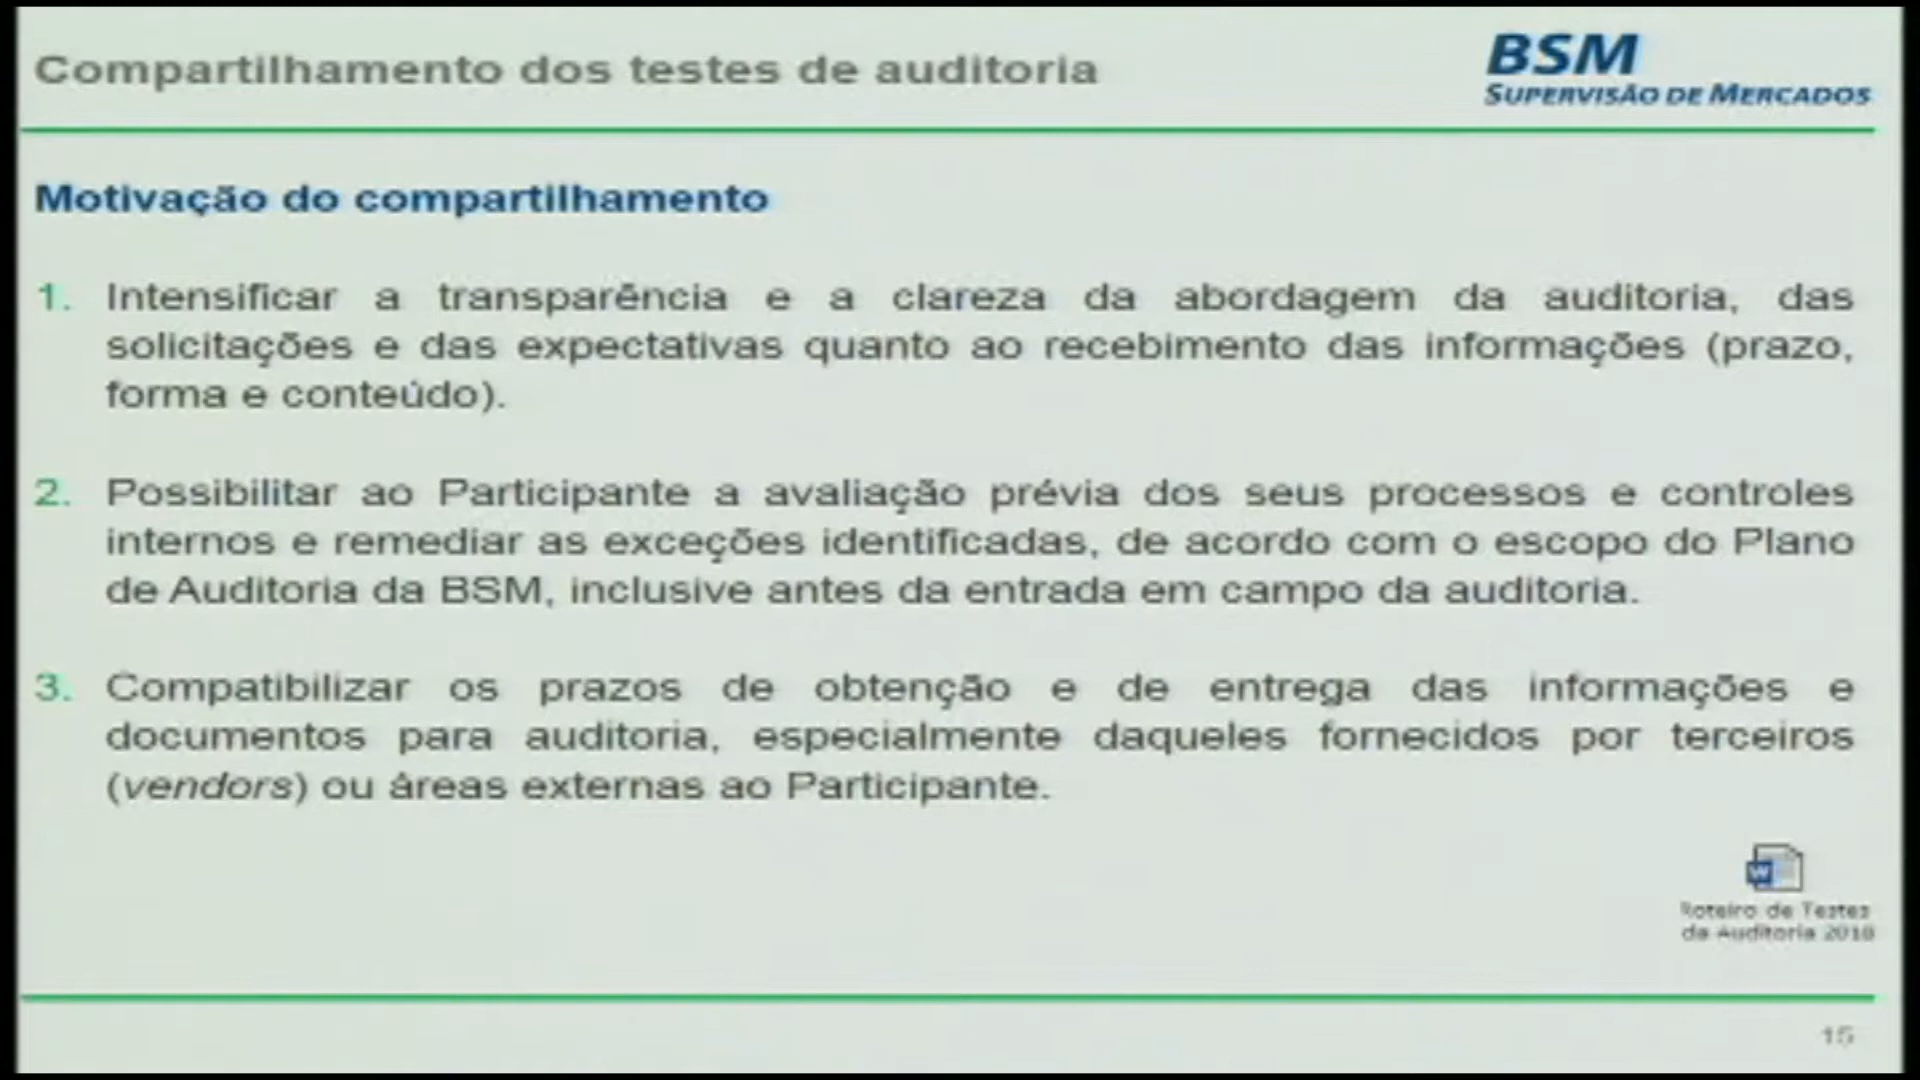 Compartilhamento dos testes de auditoria
BSM
SUPERVISÃO DE MERCADOS
Motivação do compartilhamento
1. Intensificar a transparência e a clareza da abordagem da auditoria, das
solicitações e das expectativas quanto ao recebimento das informações (prazo,
forma e conteúdo).
2. Possibilitar ao Participante a avaliação prévia dos seus processos e controles
internos e remediar as exceções identificadas, de acordo com o escopo do Plano
de Auditoria da BSM, inclusive antes da entrada em campo da auditoria.
3. Compatibilizar os prazos de obtenção e de entrega das informações e
documentos para auditoria, especialmente daqueles fornecidos por terceiros
(vendors) ou áreas externas ao Participante.
W
Roteiro de Testes
da Auditoria 2018
15